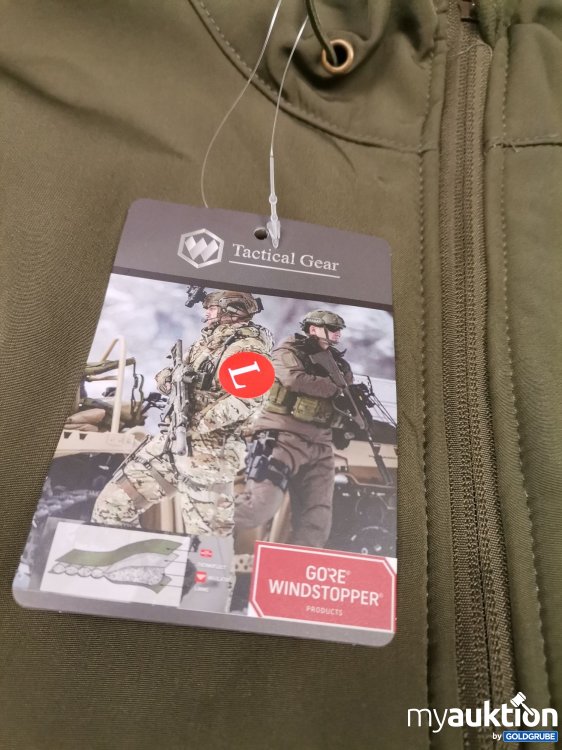 Tactical Gear
L
GORE®
WINDSTOPPER®
PRODUCTS
myauktion
by GOLDGRUBE